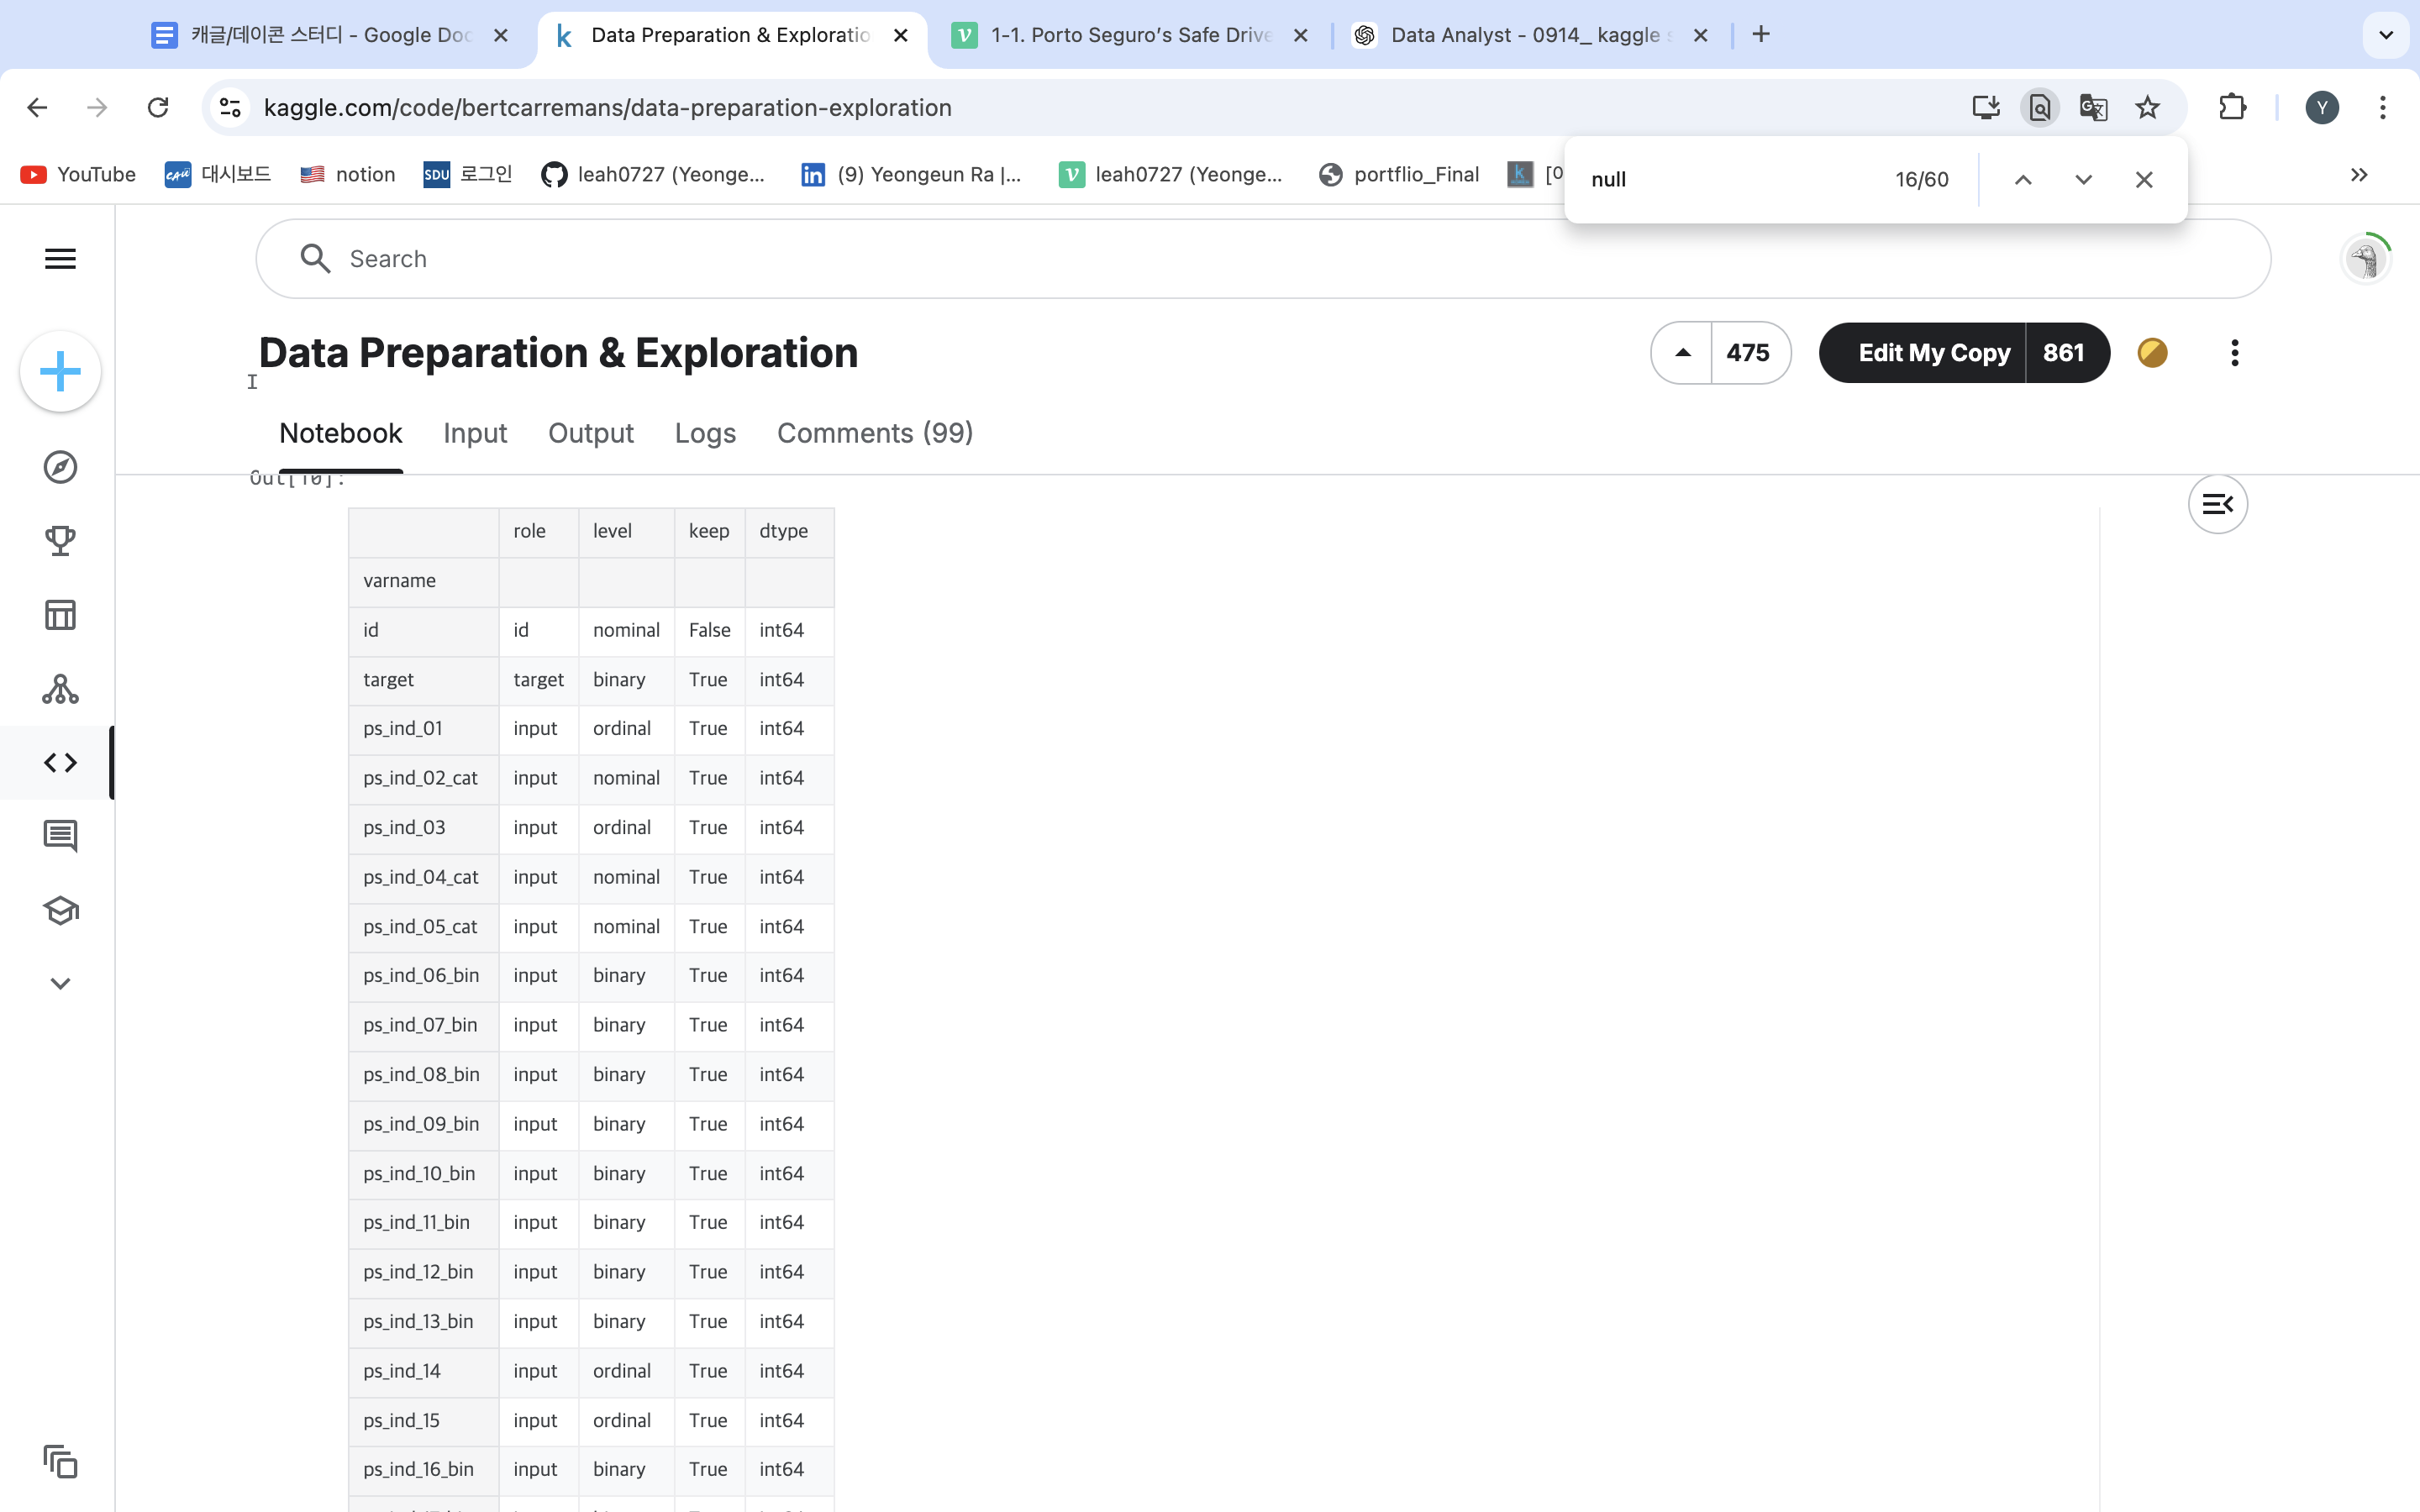 캐글/데이콘 스터디 - Google Doc
Data Preparation & Exploratio
1-1. Porto Seguro's Safe Drive
Data Analyst - 0914_ kaggle s
kaggle.com/code/bertcarremans/data-preparation-exploration
Y
YouTube
CAU 대시보드
notion
SDU 로그인
leah0727 (Yeonge...
(9) Yeongeun Ra |...
leah0727 (Yeonge...
portflio_Final
[0
null 16/60
Search
Data Preparation & Exploration
475
Edit My Copy 861
Notebook Input Output Logs Comments (99)
Out[10]:
role level keep dtype
varname
id id nominal False int64
target target binary True int64
ps_ind_01 input ordinal True int64
ps_ind_02_cat input nominal True int64
ps_ind_03 input ordinal True int64
ps_ind_04_cat input nominal True int64
ps_ind_05_cat input nominal True int64
ps_ind_06_bin input binary True int64
ps_ind_07_bin input binary True int64
ps_ind_08_bin input binary True int64
ps_ind_09_bin input binary True int64
ps_ind_10_bin input binary True int64
ps_ind_11_bin input binary True int64
ps_ind_12_bin input binary True int64
ps_ind_13_bin input binary True int64
ps_ind_14 input ordinal True int64
ps_ind_15 input ordinal True int64
ps_ind_16_bin input binary True int64